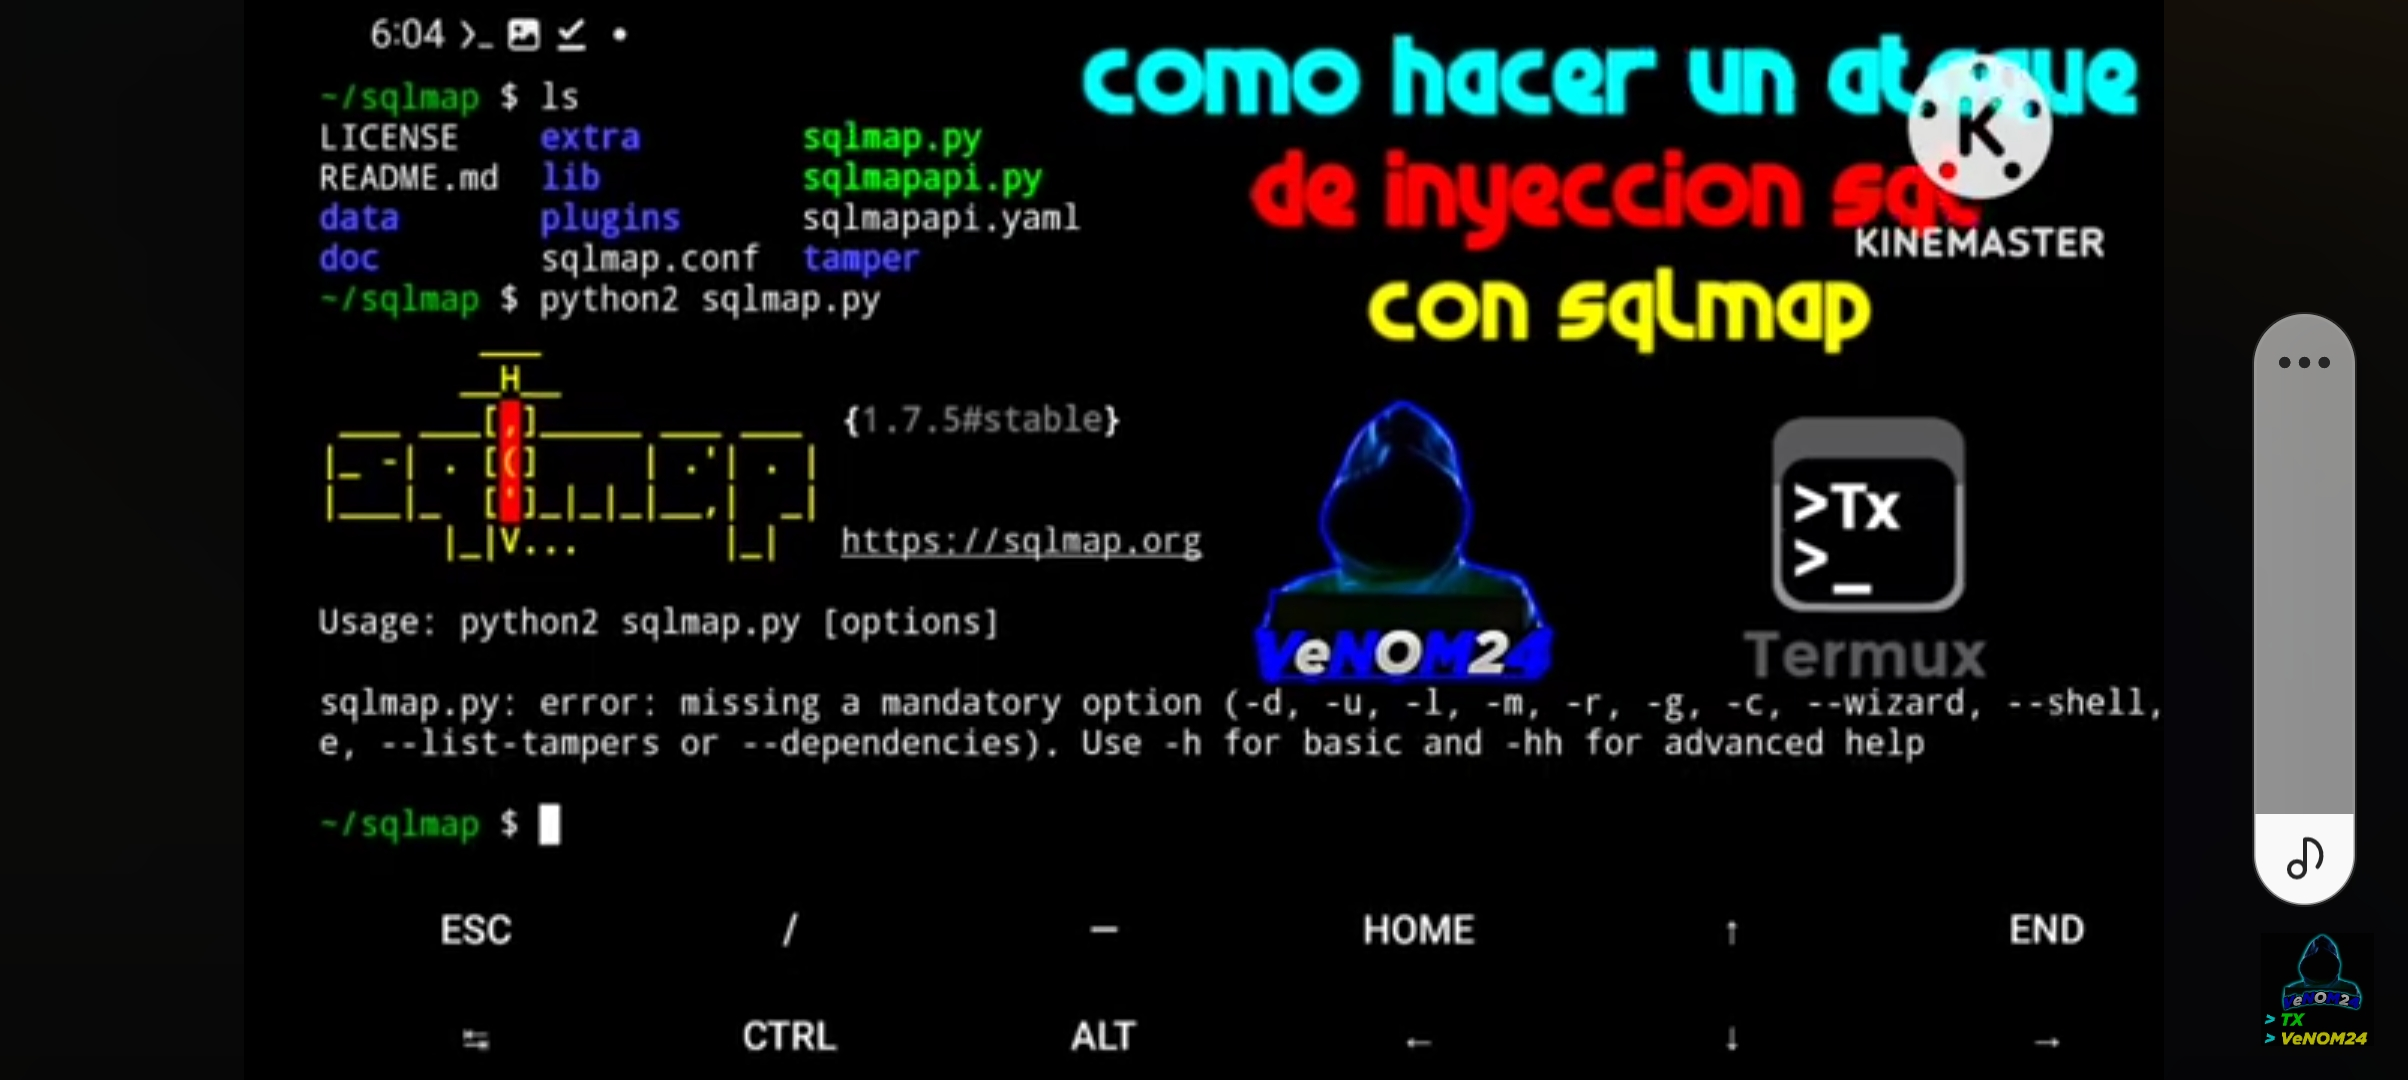 6:04
como hacer un ataque
de inyeccion sql
con sqlmap
KINEMASTER
~/sqlmap $ ls
LICENSE extra sqlmap.py
README.md lib sqlmapapi.py
data plugins sqlmapapi.yaml
doc sqlmap.conf tamper
~/sqlmap $ python2 sqlmap.py
{1.7.5#stable}
https://sqlmap.org
VeNOM24
>Tx
>_
Termux
Usage: python2 sqlmap.py [options]
sqlmap.py: error: missing a mandatory option (-d, -u, -l, -m, -r, -g, -c, --wizard, --shell,
e, --list-tampers or --dependencies). Use -h for basic and -hh for advanced help
~/sqlmap $
ESC / — HOME ↑ END
⇆ CTRL ALT ← ↓ →
VeNOM24
> TX
> VeNOM24